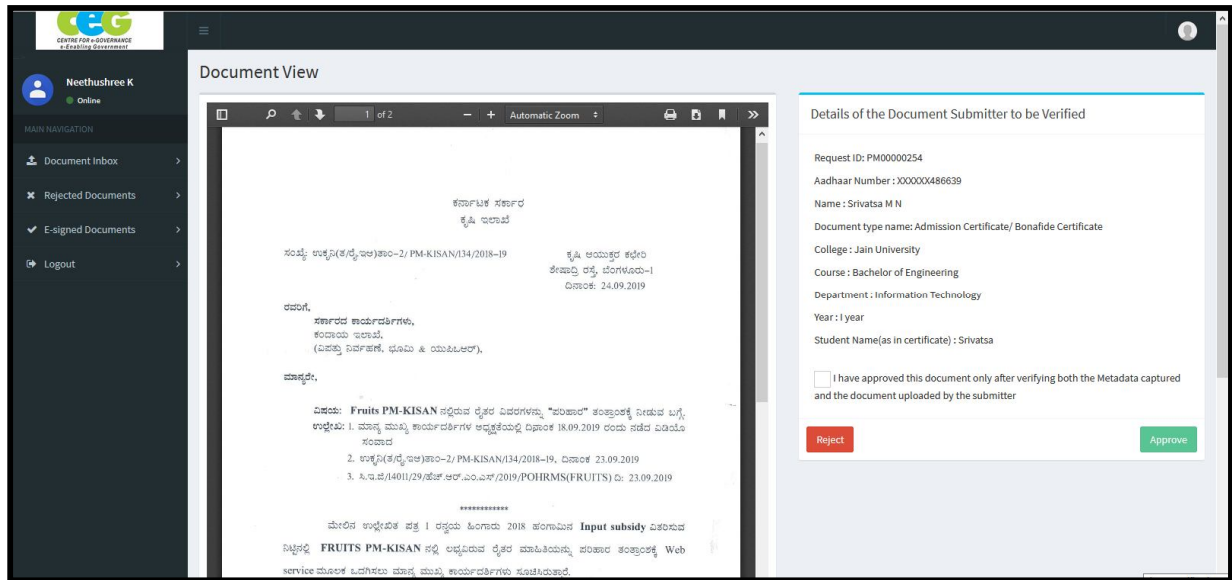 CENTRE FOR e-GOVERNANCE
e-Enabling Government
Neethushree K
Online
MAIN NAVIGATION
Document Inbox
Rejected Documents
E-signed Documents
Logout
Document View
1 of 2
Automatic Zoom
ಕರ್ನಾಟಕ ಸರ್ಕಾರ
ಕೃಷಿ ಇಲಾಖೆ
ಸಂಖ್ಯೆ: ಉಕೃನಿ(ತ/ರೈ.ಇಆ)ತಾಂ-2/ PM-KISAN/134/2018-19
ಕೃಷಿ ಆಯುಕ್ತರ ಕಛೇರಿ
ಶೇಷಾದ್ರಿ ರಸ್ತೆ, ಬೆಂಗಳೂರು-1
ದಿನಾಂಕ: 24.09.2019
ರವರಿಗೆ,
ಸರ್ಕಾರದ ಕಾರ್ಯದರ್ಶಿಗಳು,
ಕಂದಾಯ ಇಲಾಖೆ,
(ವಿಪತ್ತು ನಿರ್ವಹಣೆ, ಭೂಮಿ & ಯುಪಿಒಆರ್),
ಮಾನ್ಯರೇ,
ವಿಷಯ: Fruits PM-KISAN ನಲ್ಲಿರುವ ರೈತರ ವಿವರಗಳನ್ನು "ಪರಿಹಾರ" ತಂತ್ರಾಂಶಕ್ಕೆ ನೀಡುವ ಬಗ್ಗೆ.
ಉಲ್ಲೇಖ: 1. ಮಾನ್ಯ ಮುಖ್ಯ ಕಾರ್ಯದರ್ಶಿಗಳ ಅಧ್ಯಕ್ಷತೆಯಲ್ಲಿ ದಿನಾಂಕ 18.09.2019 ರಂದು ನಡೆದ ವಿಡಿಯೊ
ಸಂವಾದ
2. ಉಕೃನಿ(ತ/ರೈ.ಇಆ)ತಾಂ-2/ PM-KISAN/134/2018-19, ದಿನಾಂಕ 23.09.2019
3. ಸಿ.ಇ.ಜಿ/14011/29/ಹೆಚ್.ಆರ್.ಎಂ.ಎಸ್/2019/POHRMS(FRUITS) ದಿ: 23.09.2019
************
ಮೇಲಿನ ಉಲ್ಲೇಖಿತ ಪತ್ರ 1 ರನ್ವಯ ಹಿಂಗಾರು 2018 ಹಂಗಾಮಿನ Input subsidy ವಿತರಿಸುವ
ನಿಟ್ಟಿನಲ್ಲಿ FRUITS PM-KISAN ನಲ್ಲಿ ಲಭ್ಯವಿರುವ ರೈತರ ಮಾಹಿತಿಯನ್ನು ಪರಿಹಾರ ತಂತ್ರಾಂಶಕ್ಕೆ Web
service ಮೂಲಕ ಒದಗಿಸಲು ಮಾನ್ಯ ಮುಖ್ಯ ಕಾರ್ಯದರ್ಶಿಗಳು ಸೂಚಿಸಿರುತ್ತಾರೆ.
Details of the Document Submitter to be Verified
Request ID: PM00000254
Aadhaar Number : XXXXXX486639
Name : Srivatsa M N
Document type name: Admission Certificate/ Bonafide Certificate
College : Jain University
Course : Bachelor of Engineering
Department : Information Technology
Year : I year
Student Name(as in certificate) : Srivatsa
I have approved this document only after verifying both the Metadata captured
and the document uploaded by the submitter
Reject
Approve